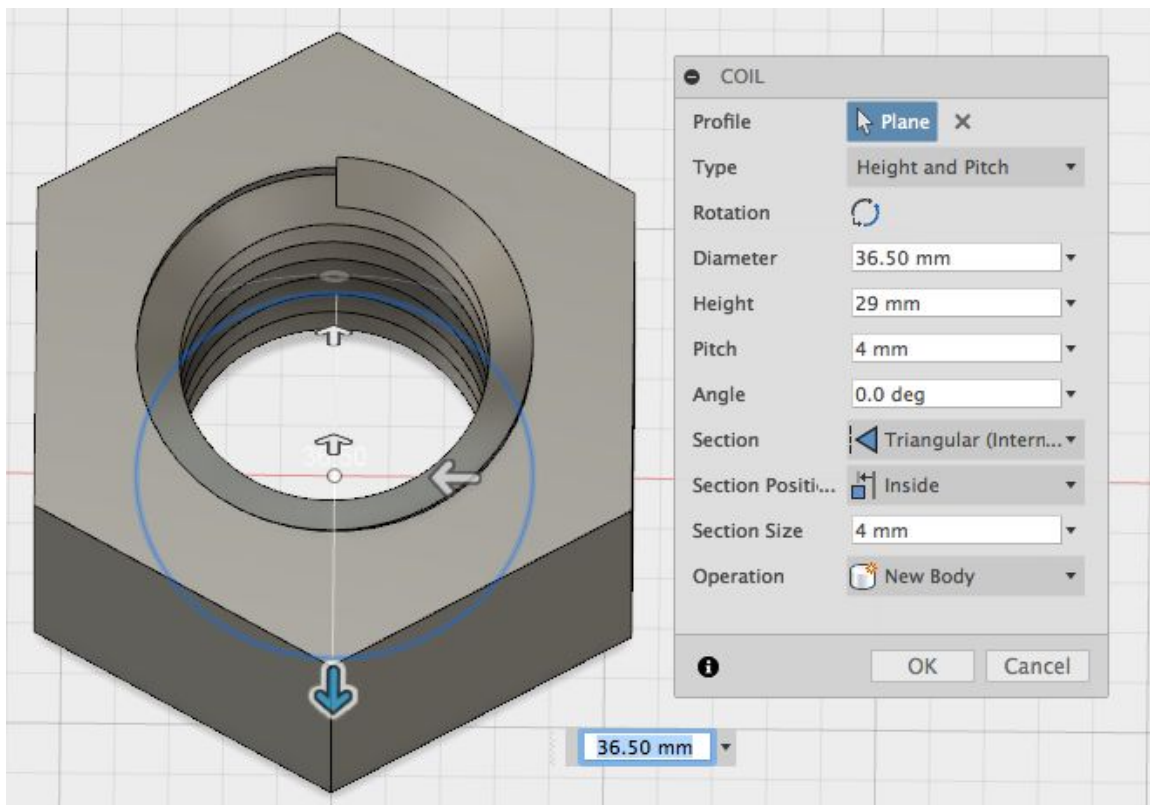 COIL
Profile Plane
Type Height and Pitch
Rotation
Diameter 36.50 mm
Height 29 mm
Pitch 4 mm
Angle 0.0 deg
Section Triangular (Intern...
Section Positi... Inside
Section Size 4 mm
Operation New Body
OK Cancel
36.50 mm